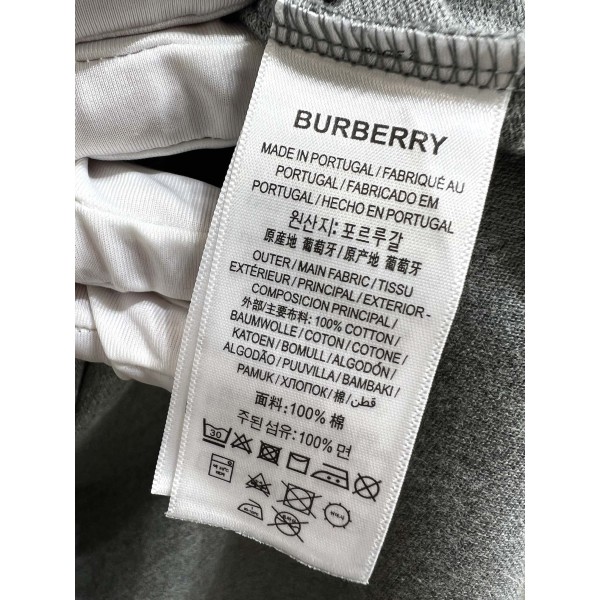 BURBERRY
MADE IN PORTUGAL / FABRIQUÉ AU
PORTUGAL / FABRICADO EM
PORTUGAL / HECHO EN PORTUGAL
원산지: 포르루갈
原産地 葡萄牙 / 原产地 葡萄牙
OUTER / MAIN FABRIC / TISSU
EXTÉRIEUR / PRINCIPAL / EXTERIOR -
COMPOSICION PRINCIPAL /
外部/主要布料: 100% COTTON /
BAUMWOLLE / COTON / COTONE /
KATOEN / BOMULL / ALGODÓN /
ALGODÃO / PUUVILLA / BAMBAKI /
PAMUK / ХЛОПОК / 棉 / قطن
面料: 100% 棉
주된 섬유: 100% 면
30